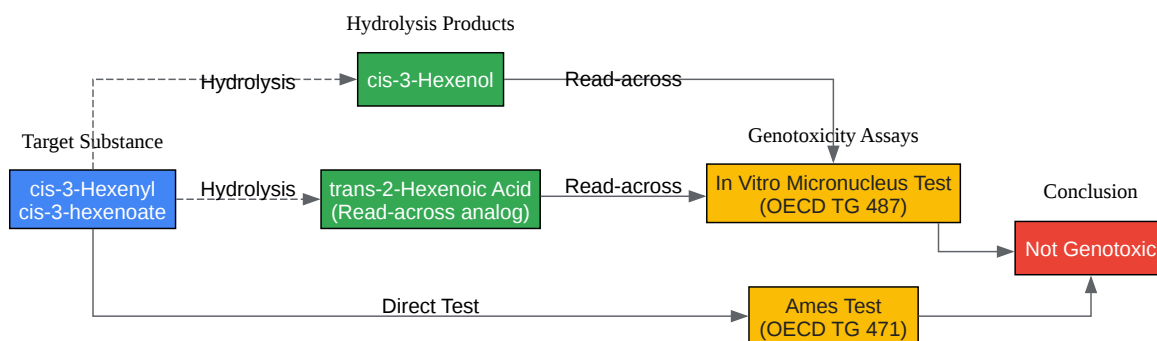 Hydrolysis Products
Hydrolysis
cis-3-Hexenol
Read-across
Target Substance
Genotoxicity Assays
cis-3-Hexenyl
cis-3-hexenoate
Hydrolysis
trans-2-Hexenoic Acid
(Read-across analog)
Read-across
In Vitro Micronucleus Test
(OECD TG 487)
Conclusion
Not Genotoxic
Direct Test
Ames Test
(OECD TG 471)